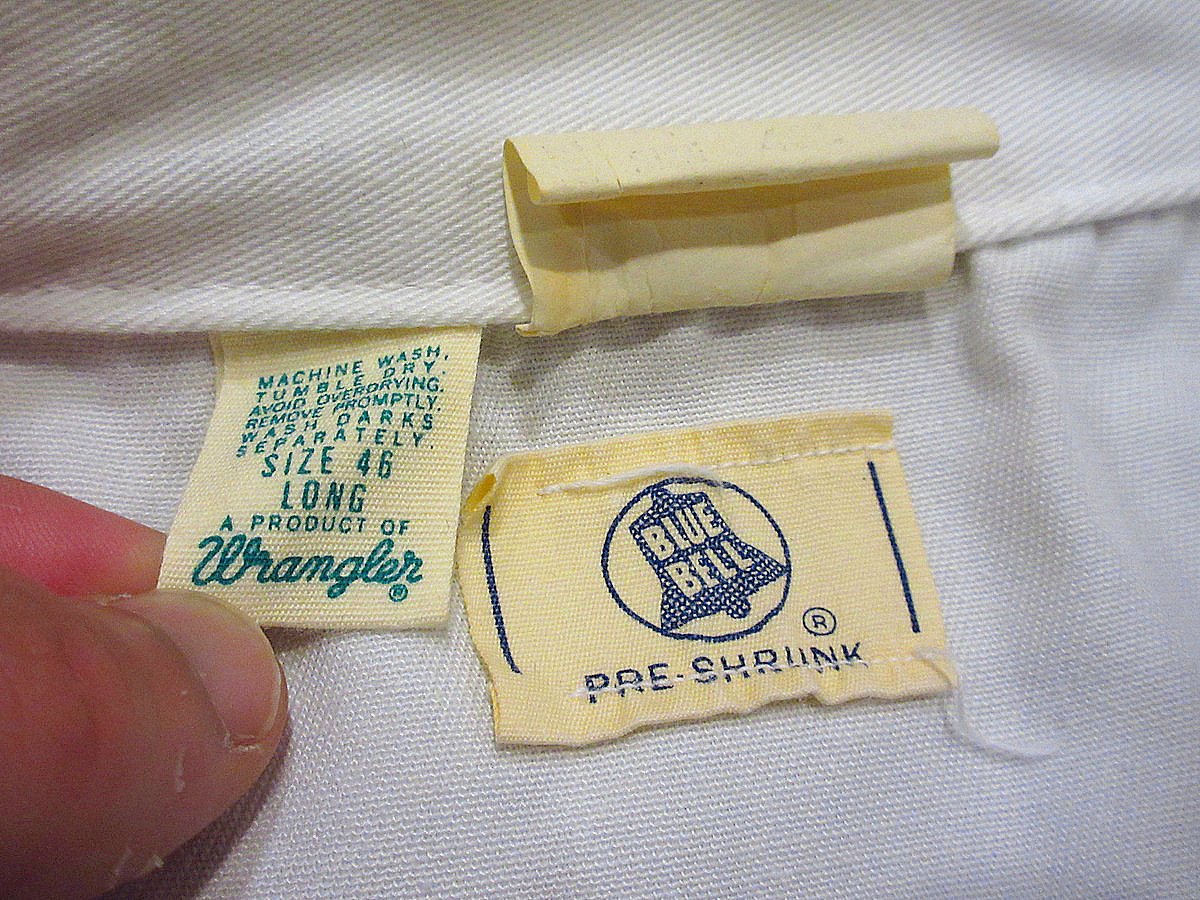 MACHINE WASH,
TUMBLE DRY.
AVOID OVERDRYING.
REMOVE PROMPTLY.
WASH DARKS
SEPARATELY.
SIZE 46
LONG
A PRODUCT OF
Wrangler
®
BLUE
BELL
®
PRE-SHRUNK